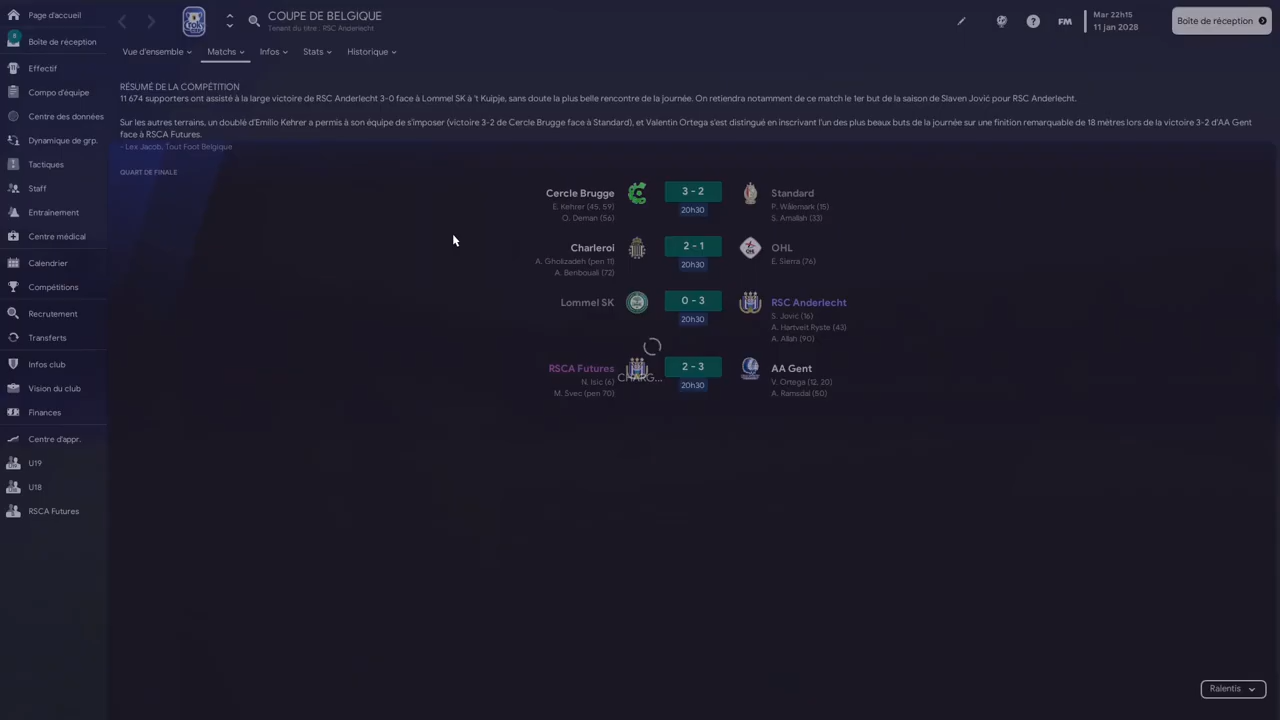 Page d'accueil
Boîte de réception
Effectif
Compo d'équipe
Centre des données
Dynamique de grp.
Tactiques
Staff
Entraînement
Centre médical
Calendrier
Compétitions
Recrutement
Transferts
Infos club
Vision du club
Finances
Centre d'appr.
U19
U18
RSCA Futures
COUPE DE BELGIQUE
Tenant du titre : RSC Anderlecht
FM
Mar 22h15
11 jan 2028
Boîte de réception
Vue d'ensemble
Matchs
Infos
Stats
Historique
RÉSUMÉ DE LA COMPÉTITION
11 674 supporters ont assisté à la large victoire de RSC Anderlecht 3-0 face à Lommel SK à 't Kuipje, sans doute la plus belle rencontre de la journée. On retiendra notamment de ce match le 1er but de la saison de Slaven Jović pour RSC Anderlecht.
Sur les autres terrains, un doublé d'Emilio Kehrer a permis à son équipe de s'imposer (victoire 3-2 de Cercle Brugge face à Standard), et Valentin Ortega s'est distingué en inscrivant l'un des plus beaux buts de la journée sur une finition remarquable de 18 mètres lors de la victoire 3-2 d'AA Gent
face à RSCA Futures.
- Lex Jacob, Tout Foot Belgique
QUART DE FINALE
Cercle Brugge 3 - 2 Standard
E. Kehrer (45, 59) 20h30 P. Wålemark (15)
O. Deman (56) S. Amallah (33)
Charleroi 2 - 1 OHL
A. Gholizadeh (pen 11) 20h30 E. Sierra (76)
A. Benbouali (72)
Lommel SK 0 - 3 RSC Anderlecht
20h30 S. Jović (16)
A. Hartveit Ryste (43)
A. Allah (90)
RSCA Futures 2 - 3 AA Gent
CHARG...
N. Isic (6) 20h30 V. Ortega (12, 20)
M. Švec (pen 70) A. Ramsdal (50)
Ralentis